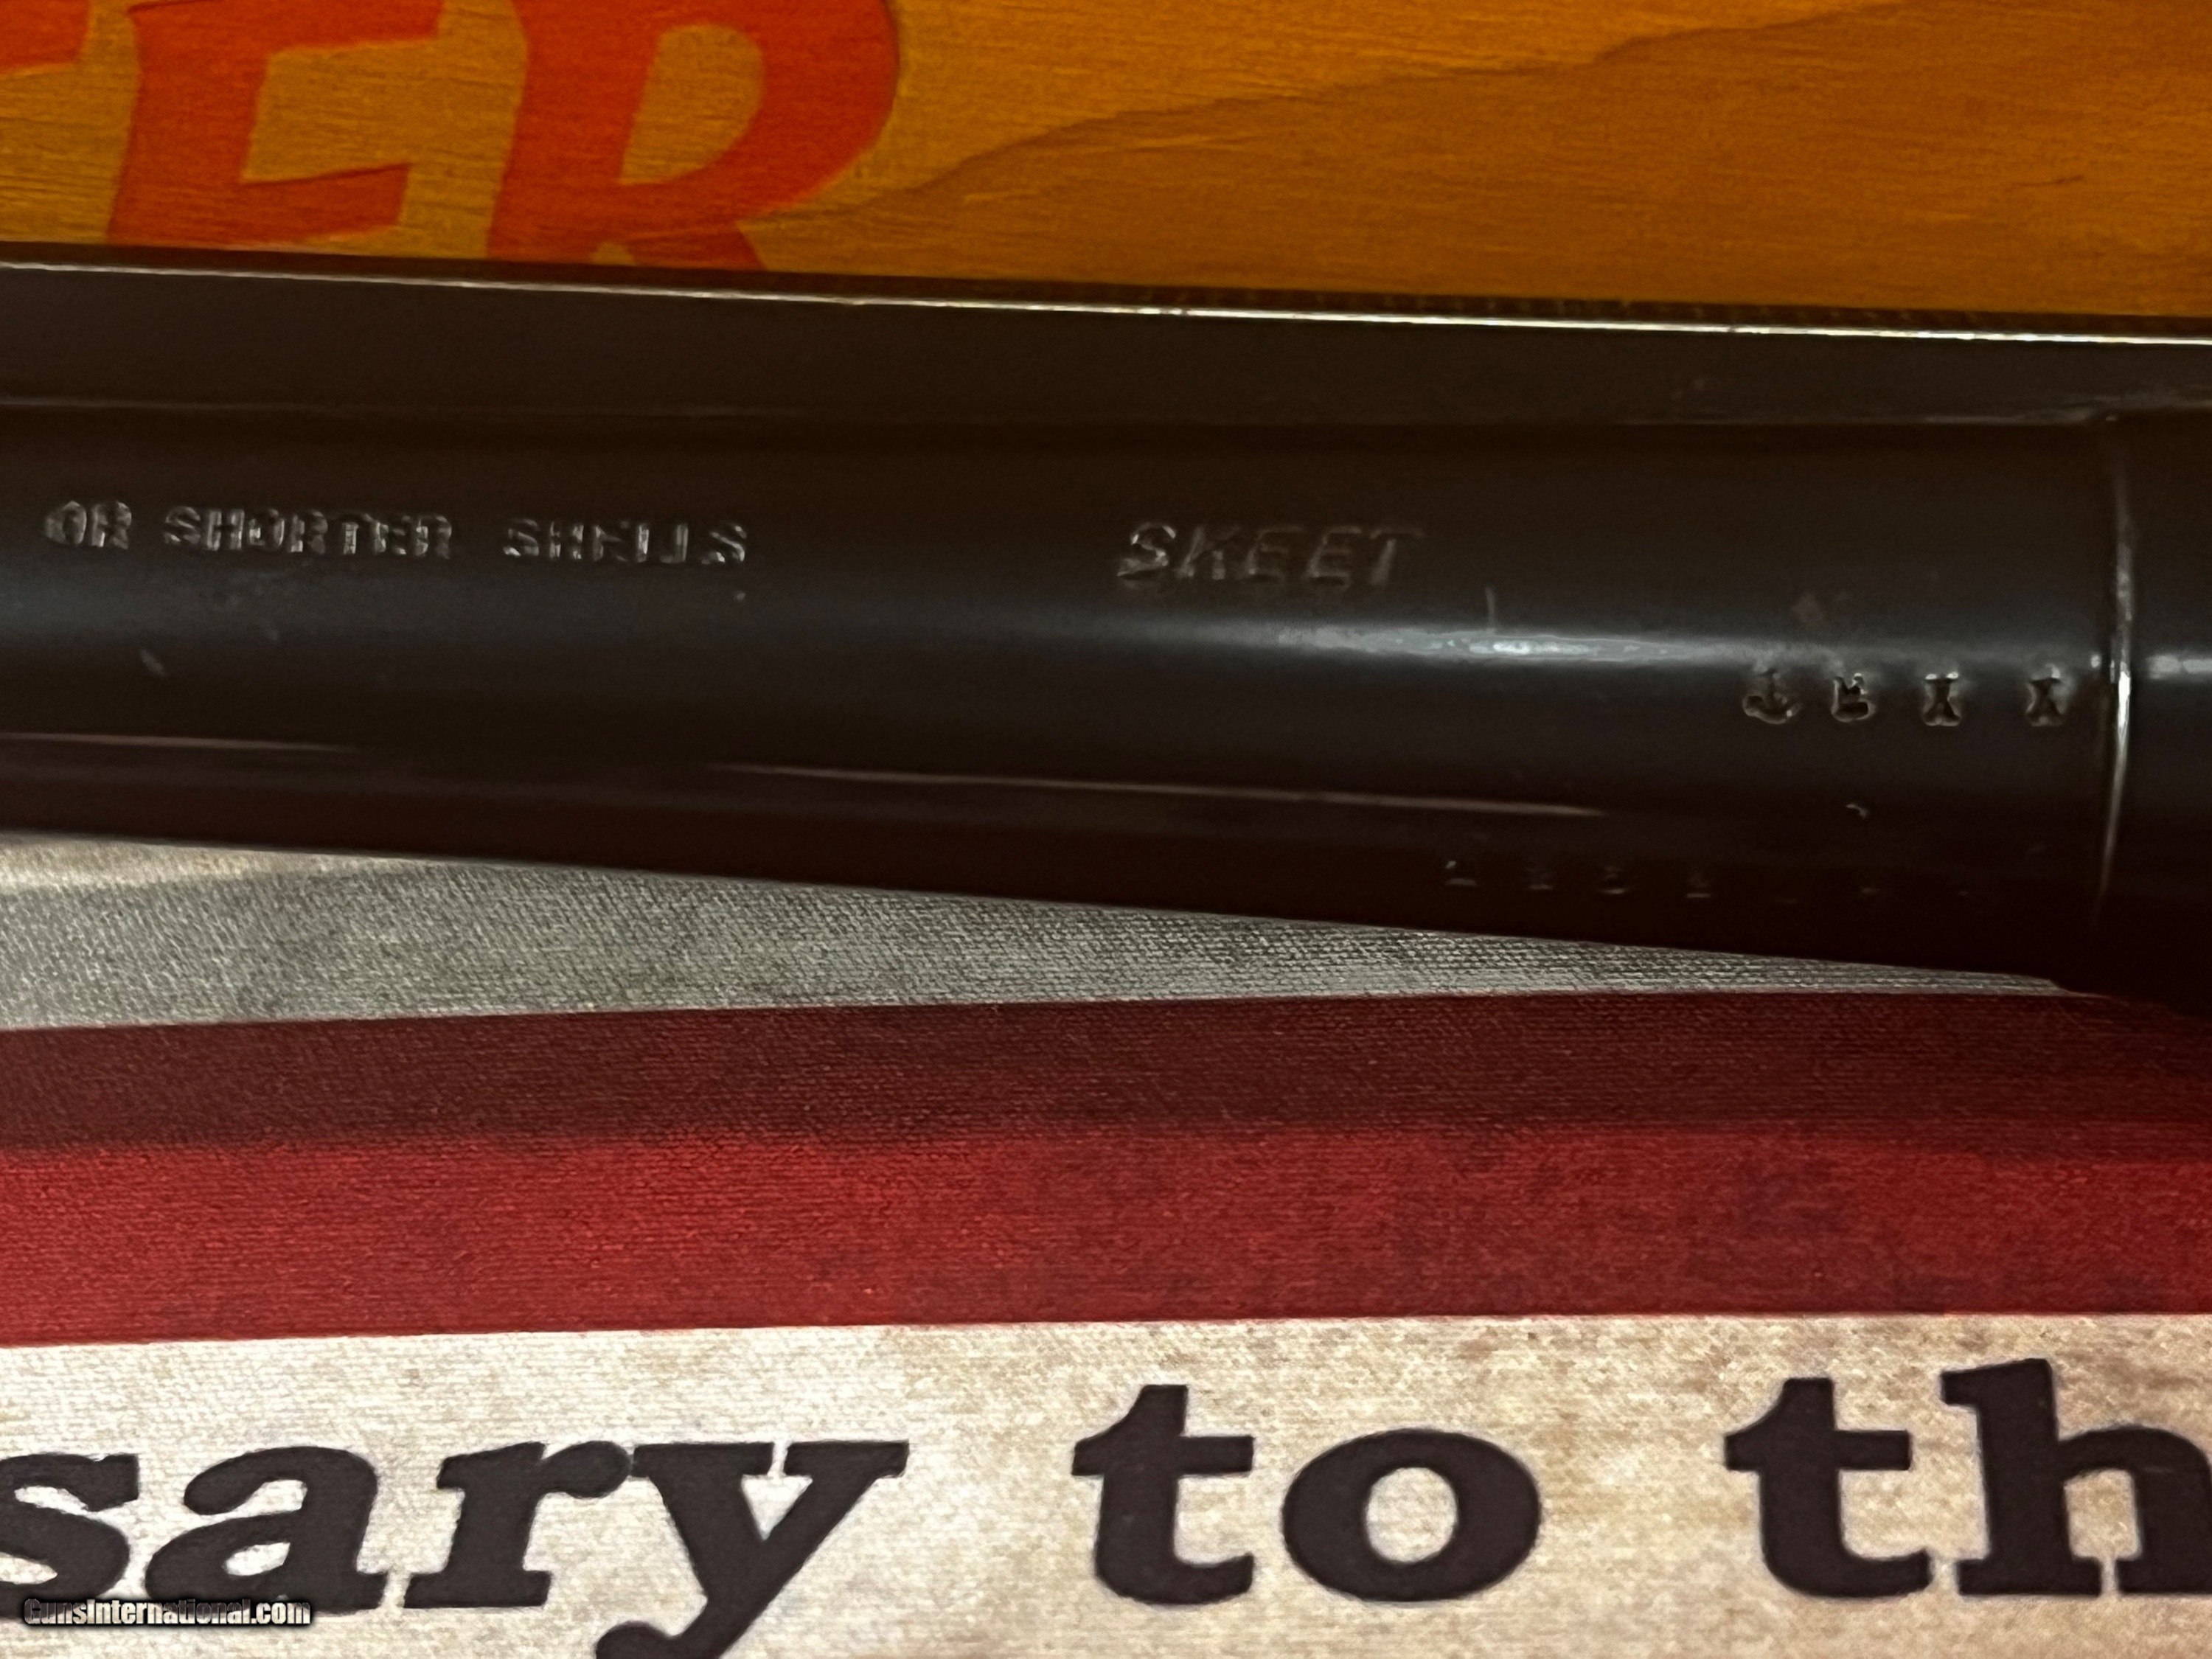 ER
OR SHORTER SHELLS
SKEET
sary to th
GunsInternational.com